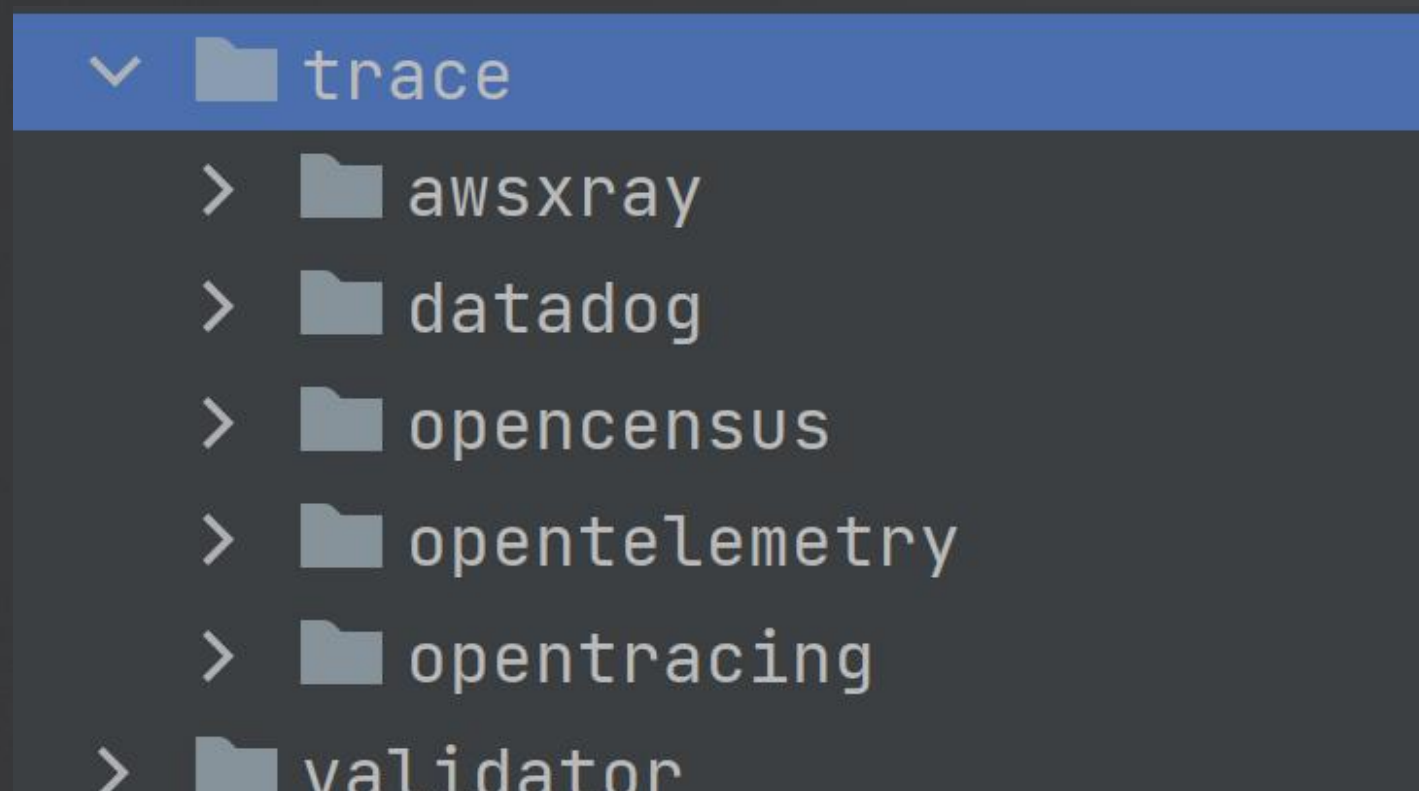 trace
awsxray
datadog
opencensus
opentelemetry
opentracing
validator